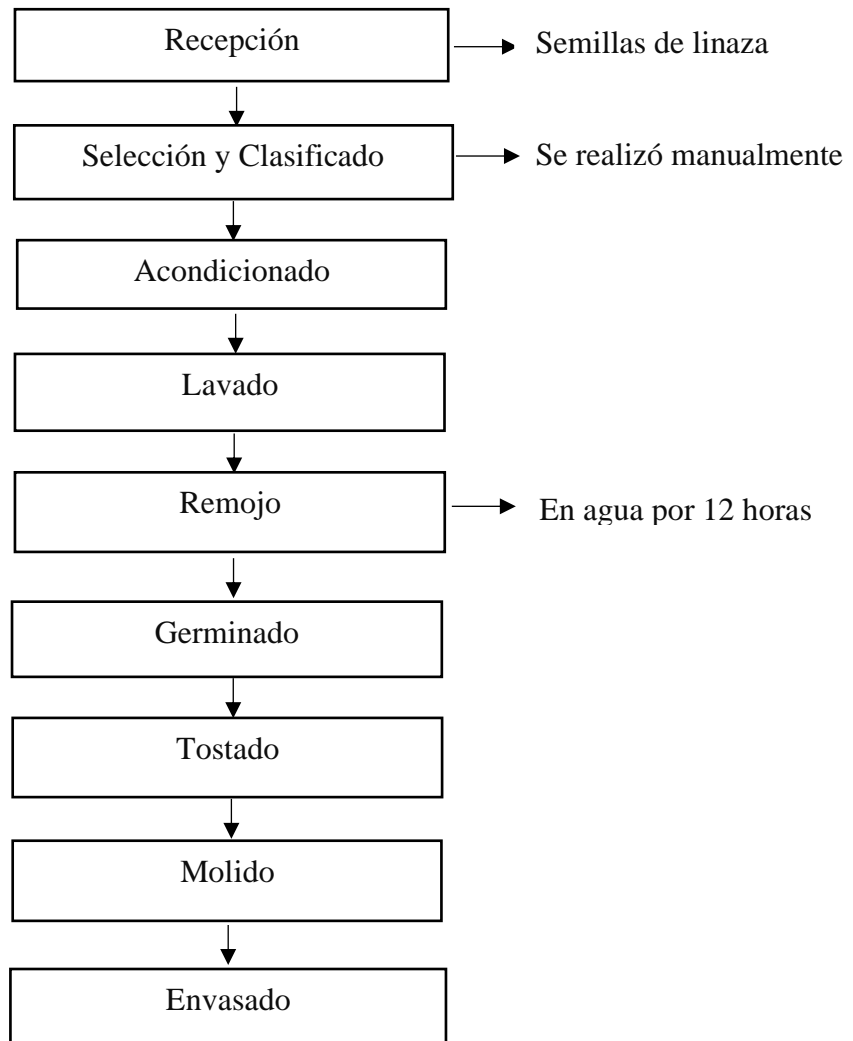 Recepción
Semillas de linaza
Selección y Clasificado
Se realizó manualmente
Acondicionado
Lavado
Remojo
En agua por 12 horas
Germinado
Tostado
Molido
Envasado